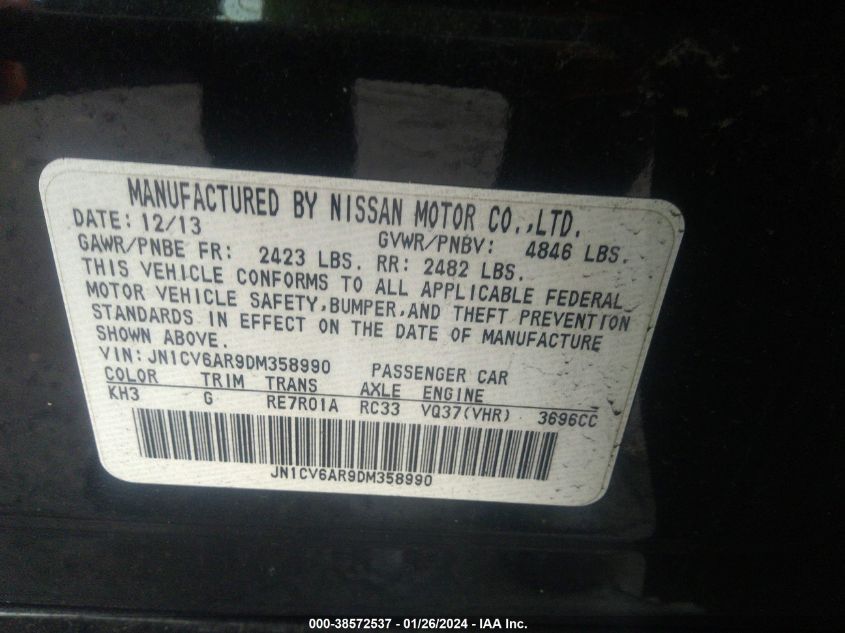 MANUFACTURED BY NISSAN MOTOR CO.,LTD.
DATE: 12/13 GVWR/PNBV: 4846 LBS.
GAWR/PNBE FR: 2423 LBS. RR: 2482 LBS.
THIS VEHICLE CONFORMS TO ALL APPLICABLE FEDERAL
MOTOR VEHICLE SAFETY,BUMPER,AND THEFT PREVENTION
STANDARDS IN EFFECT ON THE DATE OF MANUFACTURE
SHOWN ABOVE.
VIN: JN1CV6AR9DM358990 PASSENGER CAR
COLOR TRIM TRANS AXLE ENGINE
KH3 G RE7R01A RC33 VQ37(VHR) 3696CC
JN1CV6AR9DM358990
000-38572537 - 01/26/2024 - IAA Inc.